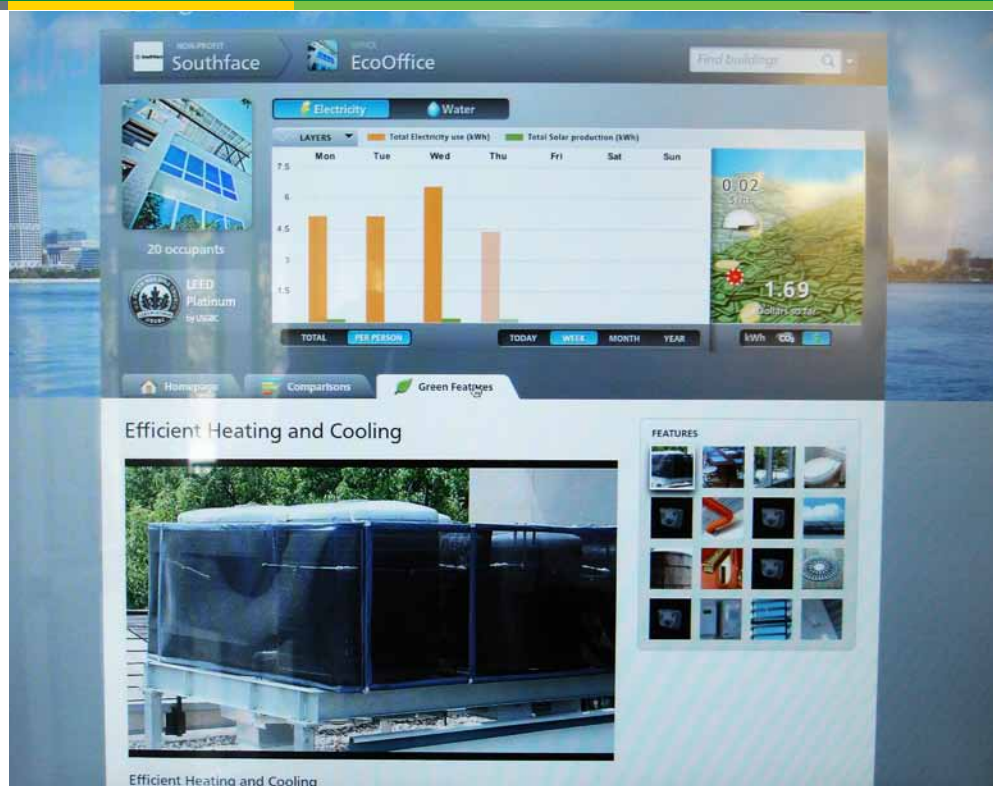 NON-PROFIT
Southface
OFFICE
EcoOffice
Find buildings
Electricity
Water
LAYERS
Total Electricity use (kWh)
Total Solar production (kWh)
Mon Tue Wed Thu Fri Sat Sun
7.5
6
4.5
3
1.5
0.02
1.69
Dollars so far
20 occupants
LEED
Platinum
by USGBC
TOTAL
PER PERSON
TODAY
WEEK
MONTH
YEAR
kWh
CO₂
$
Homepage
Comparisons
Green Features
Efficient Heating and Cooling
FEATURES
Efficient Heating and Cooling